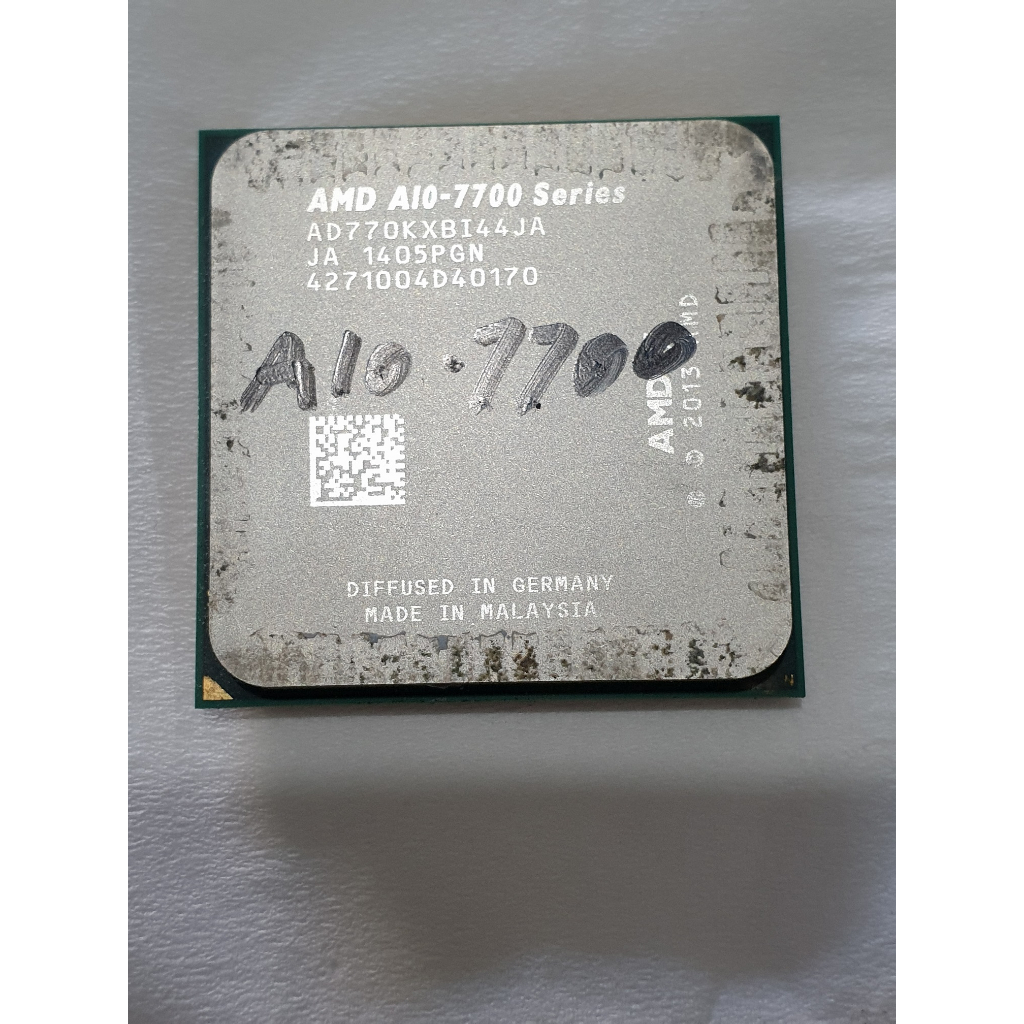 AMD A10-7700 Series
AD770KXBI44JA
JA 1405PGN
4271004D40170
A10-7700
AMD
© 2013 AMD
DIFFUSED IN GERMANY
MADE IN MALAYSIA